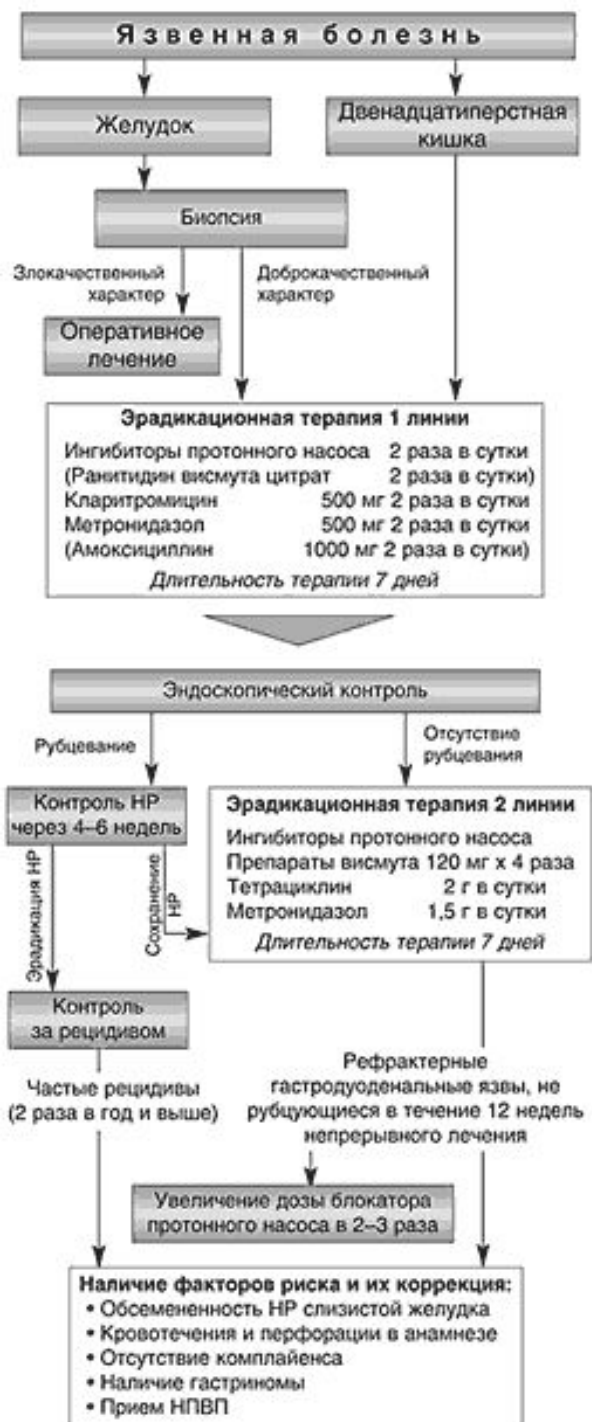 Язвенная болезнь
Желудок
Двенадцатиперстная
кишка
Биопсия
Злокачественный
характер
Доброкачественный
характер
Оперативное
лечение
Эрадикационная терапия 1 линии
Ингибиторы протонного насоса 2 раза в сутки
(Ранитидин висмута цитрат 2 раза в сутки)
Кларитромицин 500 мг 2 раза в сутки
Метронидазол 500 мг 2 раза в сутки
(Амоксициллин 1000 мг 2 раза в сутки)
Длительность терапии 7 дней
Эндоскопический контроль
Рубцевание
Отсутствие
рубцевания
Контроль НР
через 4–6 недель
Эрадикация НР
Сохранение
НР
Эрадикационная терапия 2 линии
Ингибиторы протонного насоса
Препараты висмута 120 мг х 4 раза
Тетрациклин 2 г в сутки
Метронидазол 1,5 г в сутки
Длительность терапии 7 дней
Контроль
за рецидивом
Частые рецидивы
(2 раза в год и выше)
Рефрактерные
гастродуоденальные язвы, не
рубцующиеся в течение 12 недель
непрерывного лечения
Увеличение дозы блокатора
протонного насоса в 2–3 раза
Наличие факторов риска и их коррекция:
• Обсемененность НР слизистой желудка
• Кровотечения и перфорации в анамнезе
• Отсутствие комплайенса
• Наличие гастриномы
• Прием НПВП